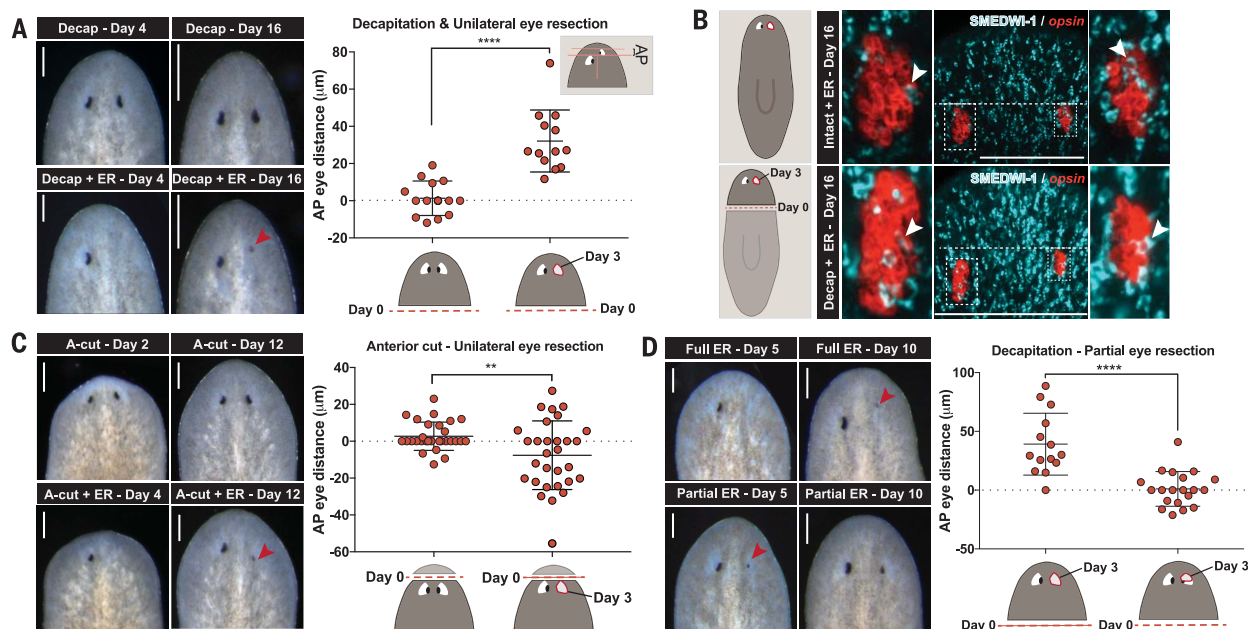 A
Decap - Day 4
Decap - Day 16
Decap + ER - Day 4
Decap + ER - Day 16
Decapitation & Unilateral eye resection
AP eye distance (μm)
80
60
40
20
0
-20
****
A
P
Day 3
Day 0
Day 0
B
Day 3
Day 0
Intact + ER - Day 16
Decap + ER - Day 16
SMEDWI-1 / opsin
SMEDWI-1 / opsin
C
A-cut - Day 2
A-cut - Day 12
A-cut + ER - Day 4
A-cut + ER - Day 12
Anterior cut - Unilateral eye resection
AP eye distance (μm)
40
20
0
-20
-40
-60
**
Day 0
Day 0
Day 3
D
Full ER - Day 5
Full ER - Day 10
Partial ER - Day 5
Partial ER - Day 10
Decapitation - Partial eye resection
AP eye distance (μm)
100
50
0
-50
****
Day 3
Day 3
Day 0
Day 0